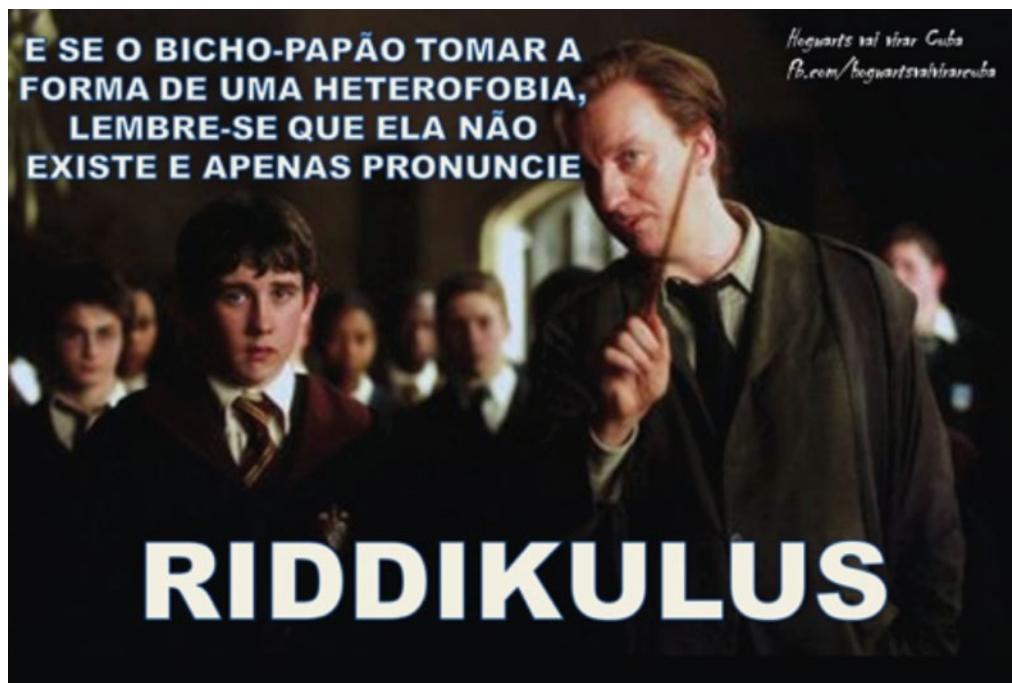 E SE O BICHO-PAPÃO TOMAR A
FORMA DE UMA HETEROFOBIA,
LEMBRE-SE QUE ELA NÃO
EXISTE E APENAS PRONUNCIE
Hogwarts vai virar Cuba
Fb.com/hogwartsvaivirarcuba
RIDDIKULUS